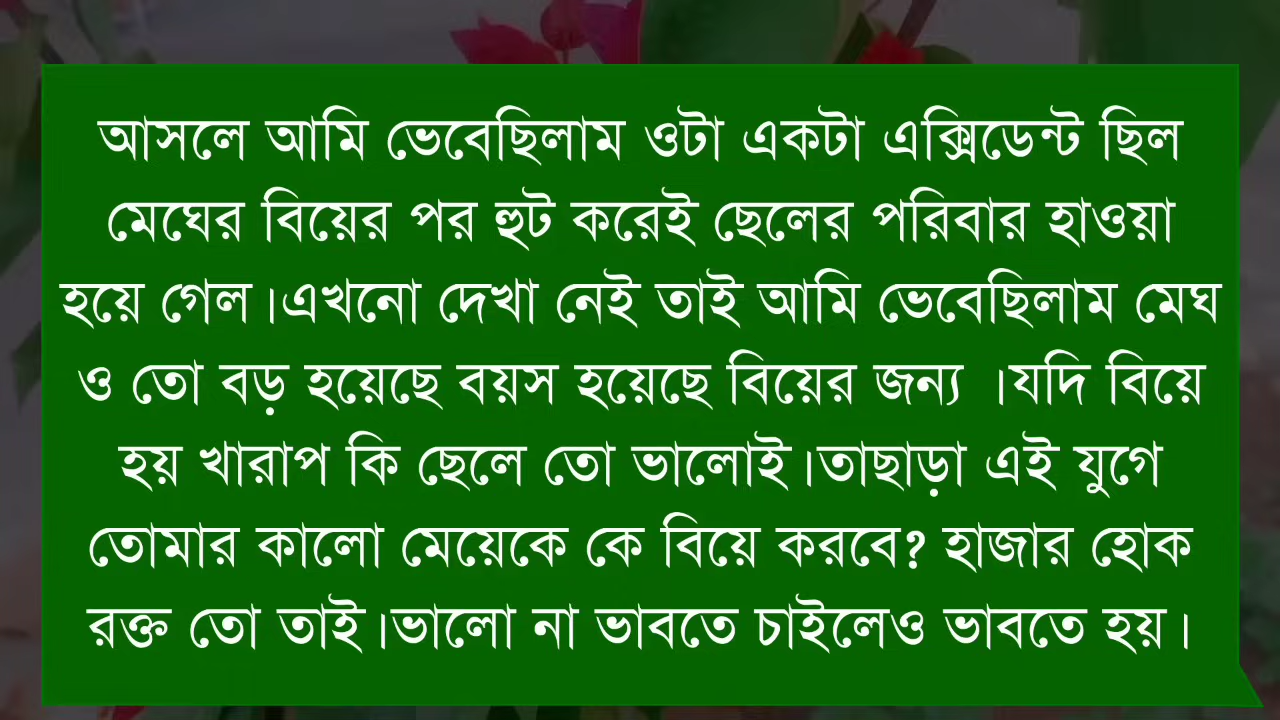 আসলে আমি ভেবেছিলাম ওটা একটা এক্সিডেন্ট ছিল
মেঘের বিয়ের পর হুট করেই ছেলের পরিবার হাওয়া
হয়ে গেল।এখনো দেখা নেই তাই আমি ভেবেছিলাম মেঘ
ও তো বড় হয়েছে বয়স হয়েছে বিয়ের জন্য ।যদি বিয়ে
হয় খারাপ কি ছেলে তো ভালোই।তাছাড়া এই যুগে
তোমার কালো মেয়েকে কে বিয়ে করবে? হাজার হোক
রক্ত তো তাই।ভালো না ভাবতে চাইলেও ভাবতে হয়।